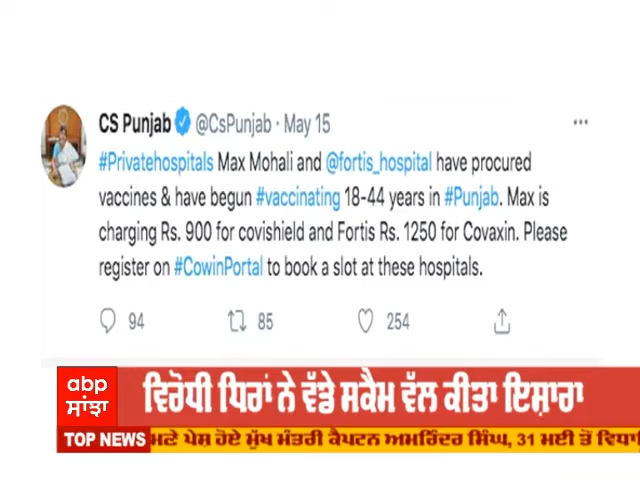 CS Punjab @CsPunjab · May 15
#Privatehospitals Max Mohali and @fortis_hospital have procured
vaccines & have begun #vaccinating 18-44 years in #Punjab. Max is
charging Rs. 900 for covishield and Fortis Rs. 1250 for Covaxin. Please
register on #CowinPortal to book a slot at these hospitals.
94 85 254
abp
ਸਾਂਝਾ
ਵਿਰੋਧੀ ਧਿਰਾਂ ਨੇ ਵੱਡੇ ਸਕੈਮ ਵੱਲ ਕੀਤਾ ਇਸ਼ਾਰਾ
TOP NEWS
ਮਣੇ ਪੇਸ਼ ਹੋਏ ਮੁੱਖ ਮੰਤਰੀ ਕੈਪਟਨ ਅਮਰਿੰਦਰ ਸਿੰਘ, 31 ਮਈ ਤੋਂ ਵਿਧਾ